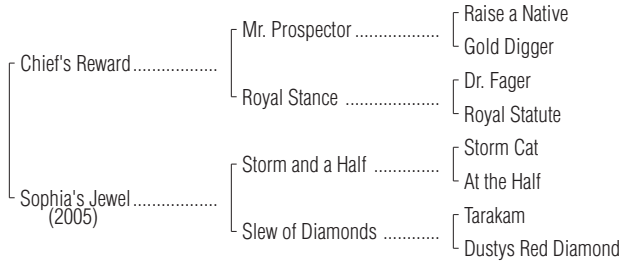 Raise a Native
Mr. Prospector ..................
Gold Digger
Chief's Reward..................
Dr. Fager
Royal Stance ....................
Royal Statute
Storm Cat
Storm and a Half ..............
At the Half
Sophia's Jewel..................
(2005)
Tarakam
Slew of Diamonds ............
Dustys Red Diamond